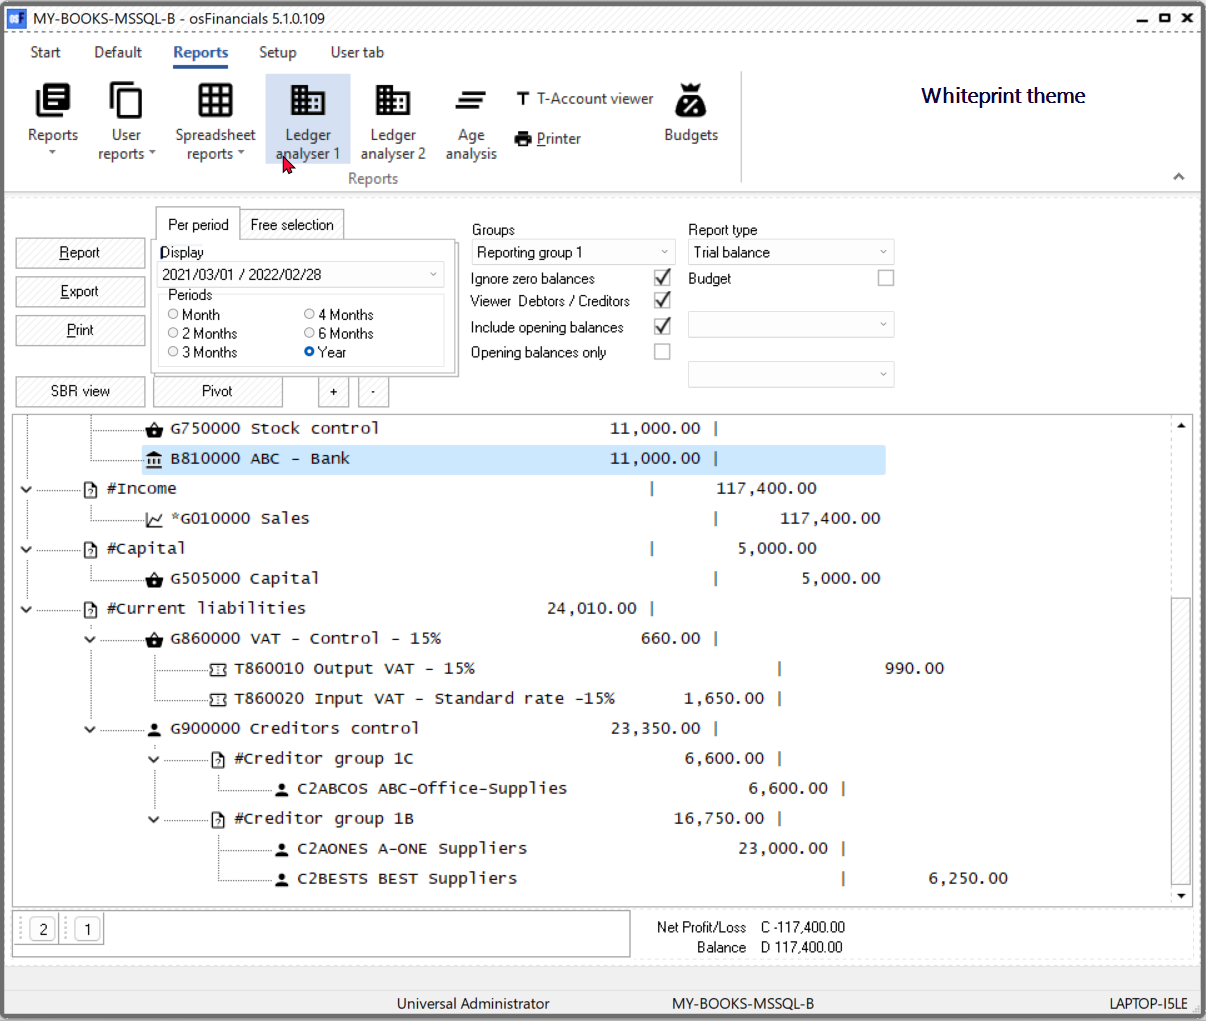 MY-BOOKS-MSSQL-B - osFinancials 5.1.0.109
Start Default Reports Setup User tab
Reports
User reports
Spreadsheet reports
Ledger analyser 1
Ledger analyser 2
Age analysis
T-Account viewer
Printer
Budgets
Reports
Whiteprint theme
Report
Export
Print
SBR view
Per period Free selection
Display
2021/03/01 / 2022/02/28
Periods
Month 4 Months
2 Months 6 Months
3 Months Year
Pivot + -
Groups
Reporting group 1
Ignore zero balances
Viewer Debtors / Creditors
Include opening balances
Opening balances only
Report type
Trial balance
Budget
G750000 Stock control 11,000.00 |
B810000 ABC - Bank 11,000.00 |
#Income | 117,400.00
*G010000 Sales | 117,400.00
#Capital | 5,000.00
G505000 Capital | 5,000.00
#Current liabilities 24,010.00 |
G860000 VAT - Control - 15% 660.00 |
T860010 Output VAT - 15% | 990.00
T860020 Input VAT - Standard rate -15% 1,650.00 |
G900000 Creditors control 23,350.00 |
#Creditor group 1C 6,600.00 |
C2ABCOS ABC-Office-Supplies 6,600.00 |
#Creditor group 1B 16,750.00 |
C2AONES A-ONE Suppliers 23,000.00 |
C2BESTS BEST Suppliers | 6,250.00
2 1
Net Profit/Loss C -117,400.00
Balance D 117,400.00
Universal Administrator MY-BOOKS-MSSQL-B LAPTOP-I5LE